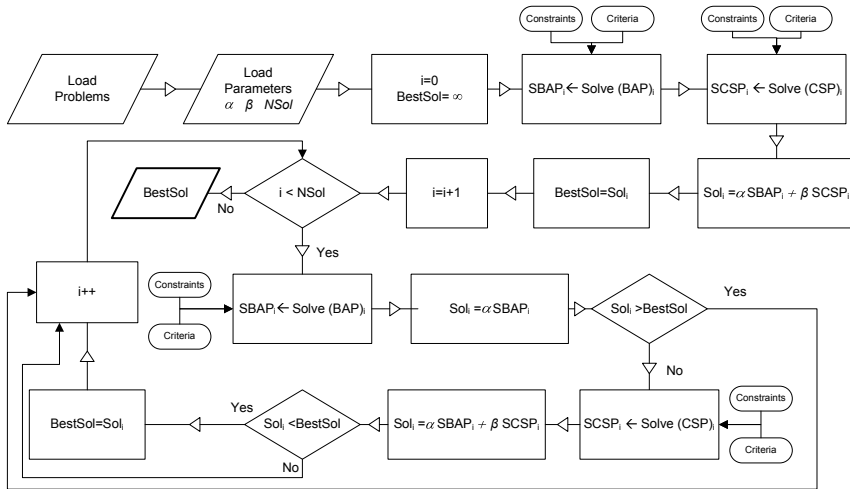 Constraints
Criteria
Constraints
Criteria
Load
Problems
Load
Parameters
α β NSol
i=0
BestSol= ∞
SBAPᵢ← Solve (BAP)ᵢ
SCSPᵢ ← Solve (CSP)ᵢ
BestSol
i < NSol
No
i=i+1
BestSol=Solᵢ
Solᵢ =α SBAPᵢ + β SCSPᵢ
Yes
i++
Constraints
Criteria
SBAPᵢ← Solve (BAP)ᵢ
Solᵢ =α SBAPᵢ
Solᵢ >BestSol
Yes
No
BestSol=Solᵢ
Yes
Solᵢ <BestSol
No
Solᵢ =α SBAPᵢ + β SCSPᵢ
SCSPᵢ ← Solve (CSP)ᵢ
Constraints
Criteria